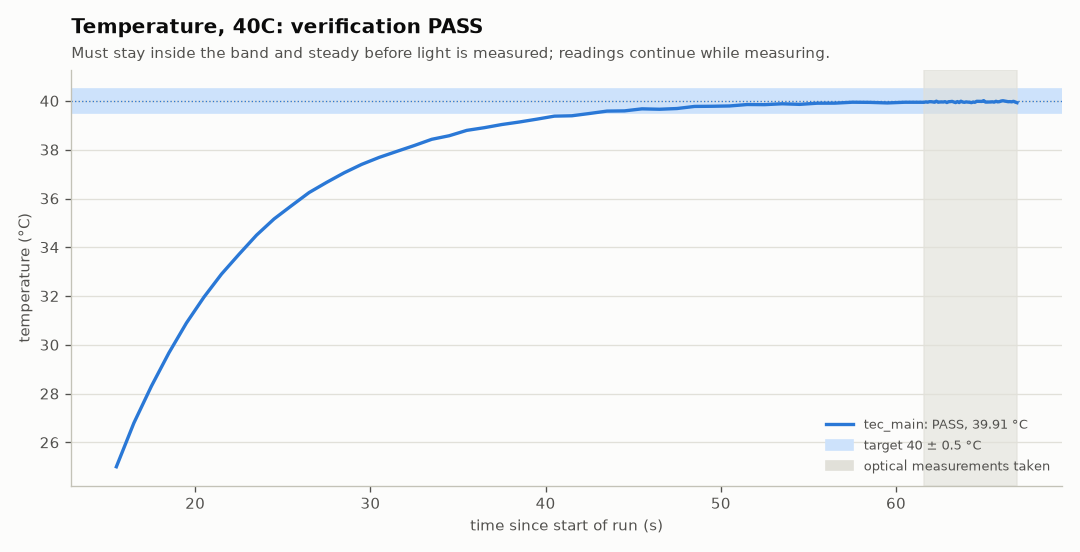 Temperature, 40C: verification PASS
Must stay inside the band and steady before light is measured; readings continue while measuring.
temperature (°C)
40
38
36
34
32
30
28
26
tec_main: PASS, 39.91 °C
target 40 ± 0.5 °C
optical measurements taken
20 30 40 50 60
time since start of run (s)